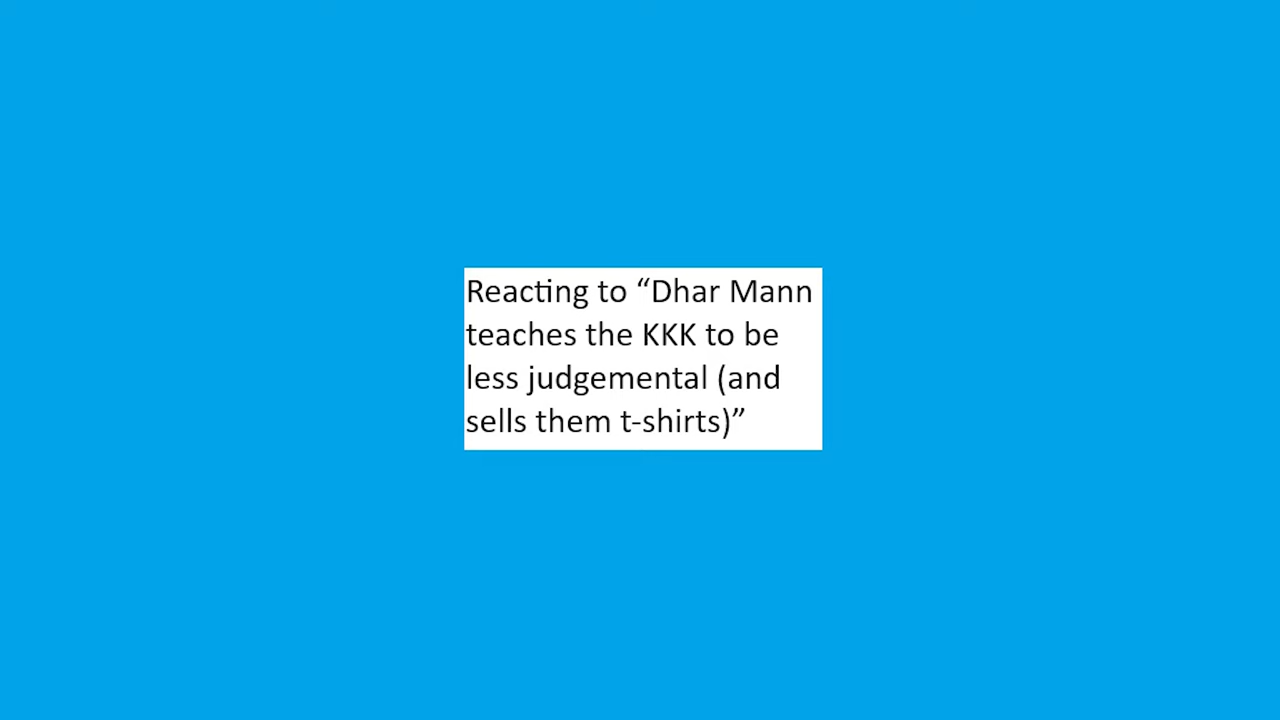 Reacting to “Dhar Mann
teaches the KKK to be
less judgemental (and
sells them t-shirts)”